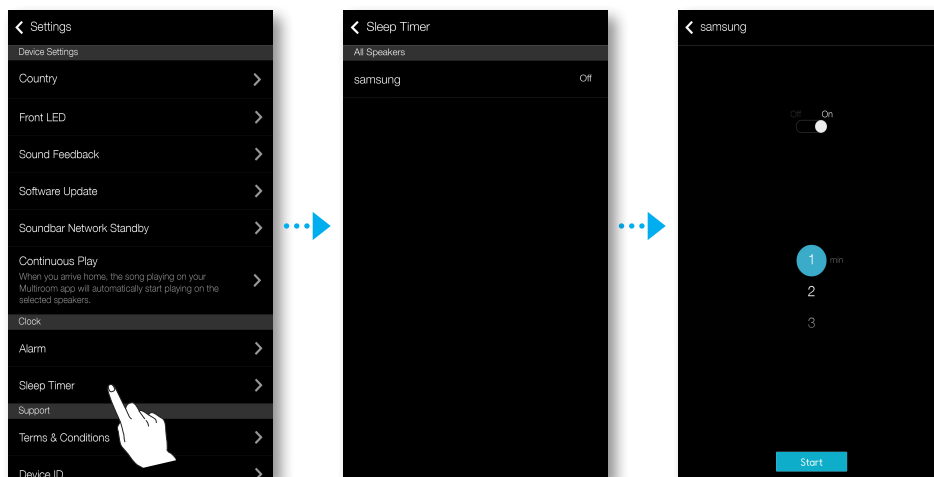 Settings
Device Settings
Country
Front LED
Sound Feedback
Software Update
Soundbar Network Standby
Continuous Play
When you arrive home, the song playing on your
Multiroom app will automatically start playing on the
selected speakers.
Clock
Alarm
Sleep Timer
Support
Terms & Conditions
Device ID
Sleep Timer
All Speakers
samsung Off
samsung
Off On
1 min
2
3
Start